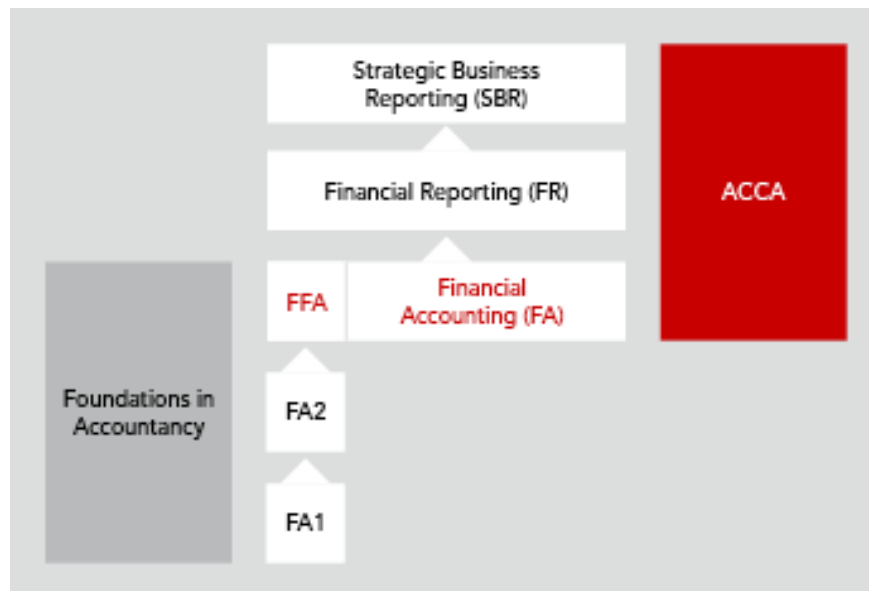 Strategic Business
Reporting (SBR)
Financial Reporting (FR)
ACCA
FFA
Financial
Accounting (FA)
Foundations in
Accountancy
FA2
FA1